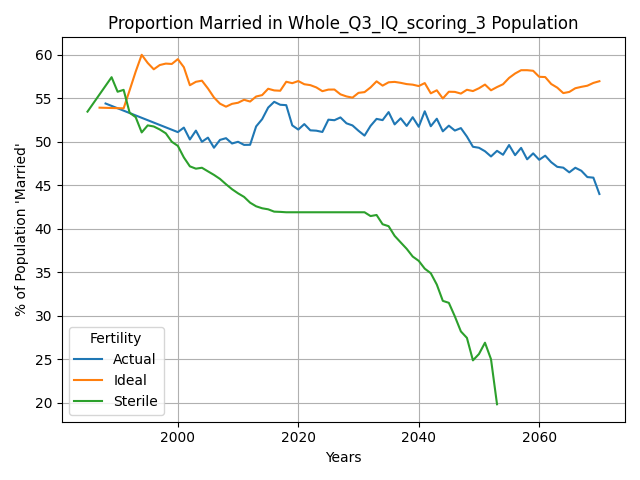 Proportion Married in Whole_Q3_IQ_scoring_3 Population
% of Population 'Married'
60
55
50
45
40
35
30
25
20
Fertility
Actual
Ideal
Sterile
2000
2020
2040
2060
Years